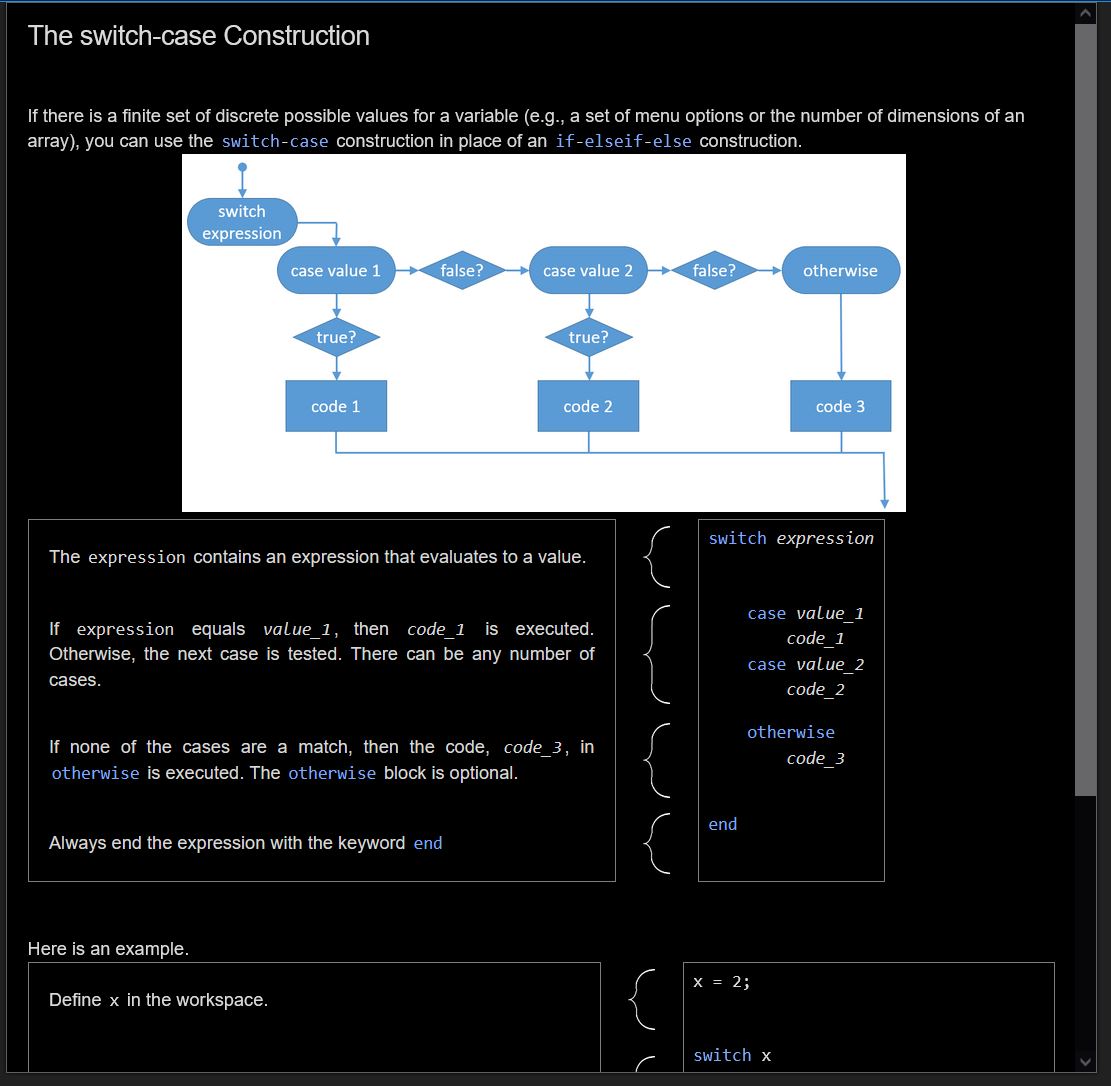 The switch-case Construction
If there is a finite set of discrete possible values for a variable (e.g., a set of menu options or the number of dimensions of an
array), you can use the switch-case construction in place of an if-elseif-else construction.
switch
expression
case value 1
false?
case value 2
false?
otherwise
true?
true?
code 1
code 2
code 3
The expression contains an expression that evaluates to a value.
switch expression
If expression equals value_1, then code_1 is executed.
Otherwise, the next case is tested. There can be any number of
cases.
case value_1
code_1
case value_2
code_2
If none of the cases are a match, then the code, code_3, in
otherwise is executed. The otherwise block is optional.
otherwise
code_3
Always end the expression with the keyword end
end
Here is an example.
Define x in the workspace.
x = 2;
switch x